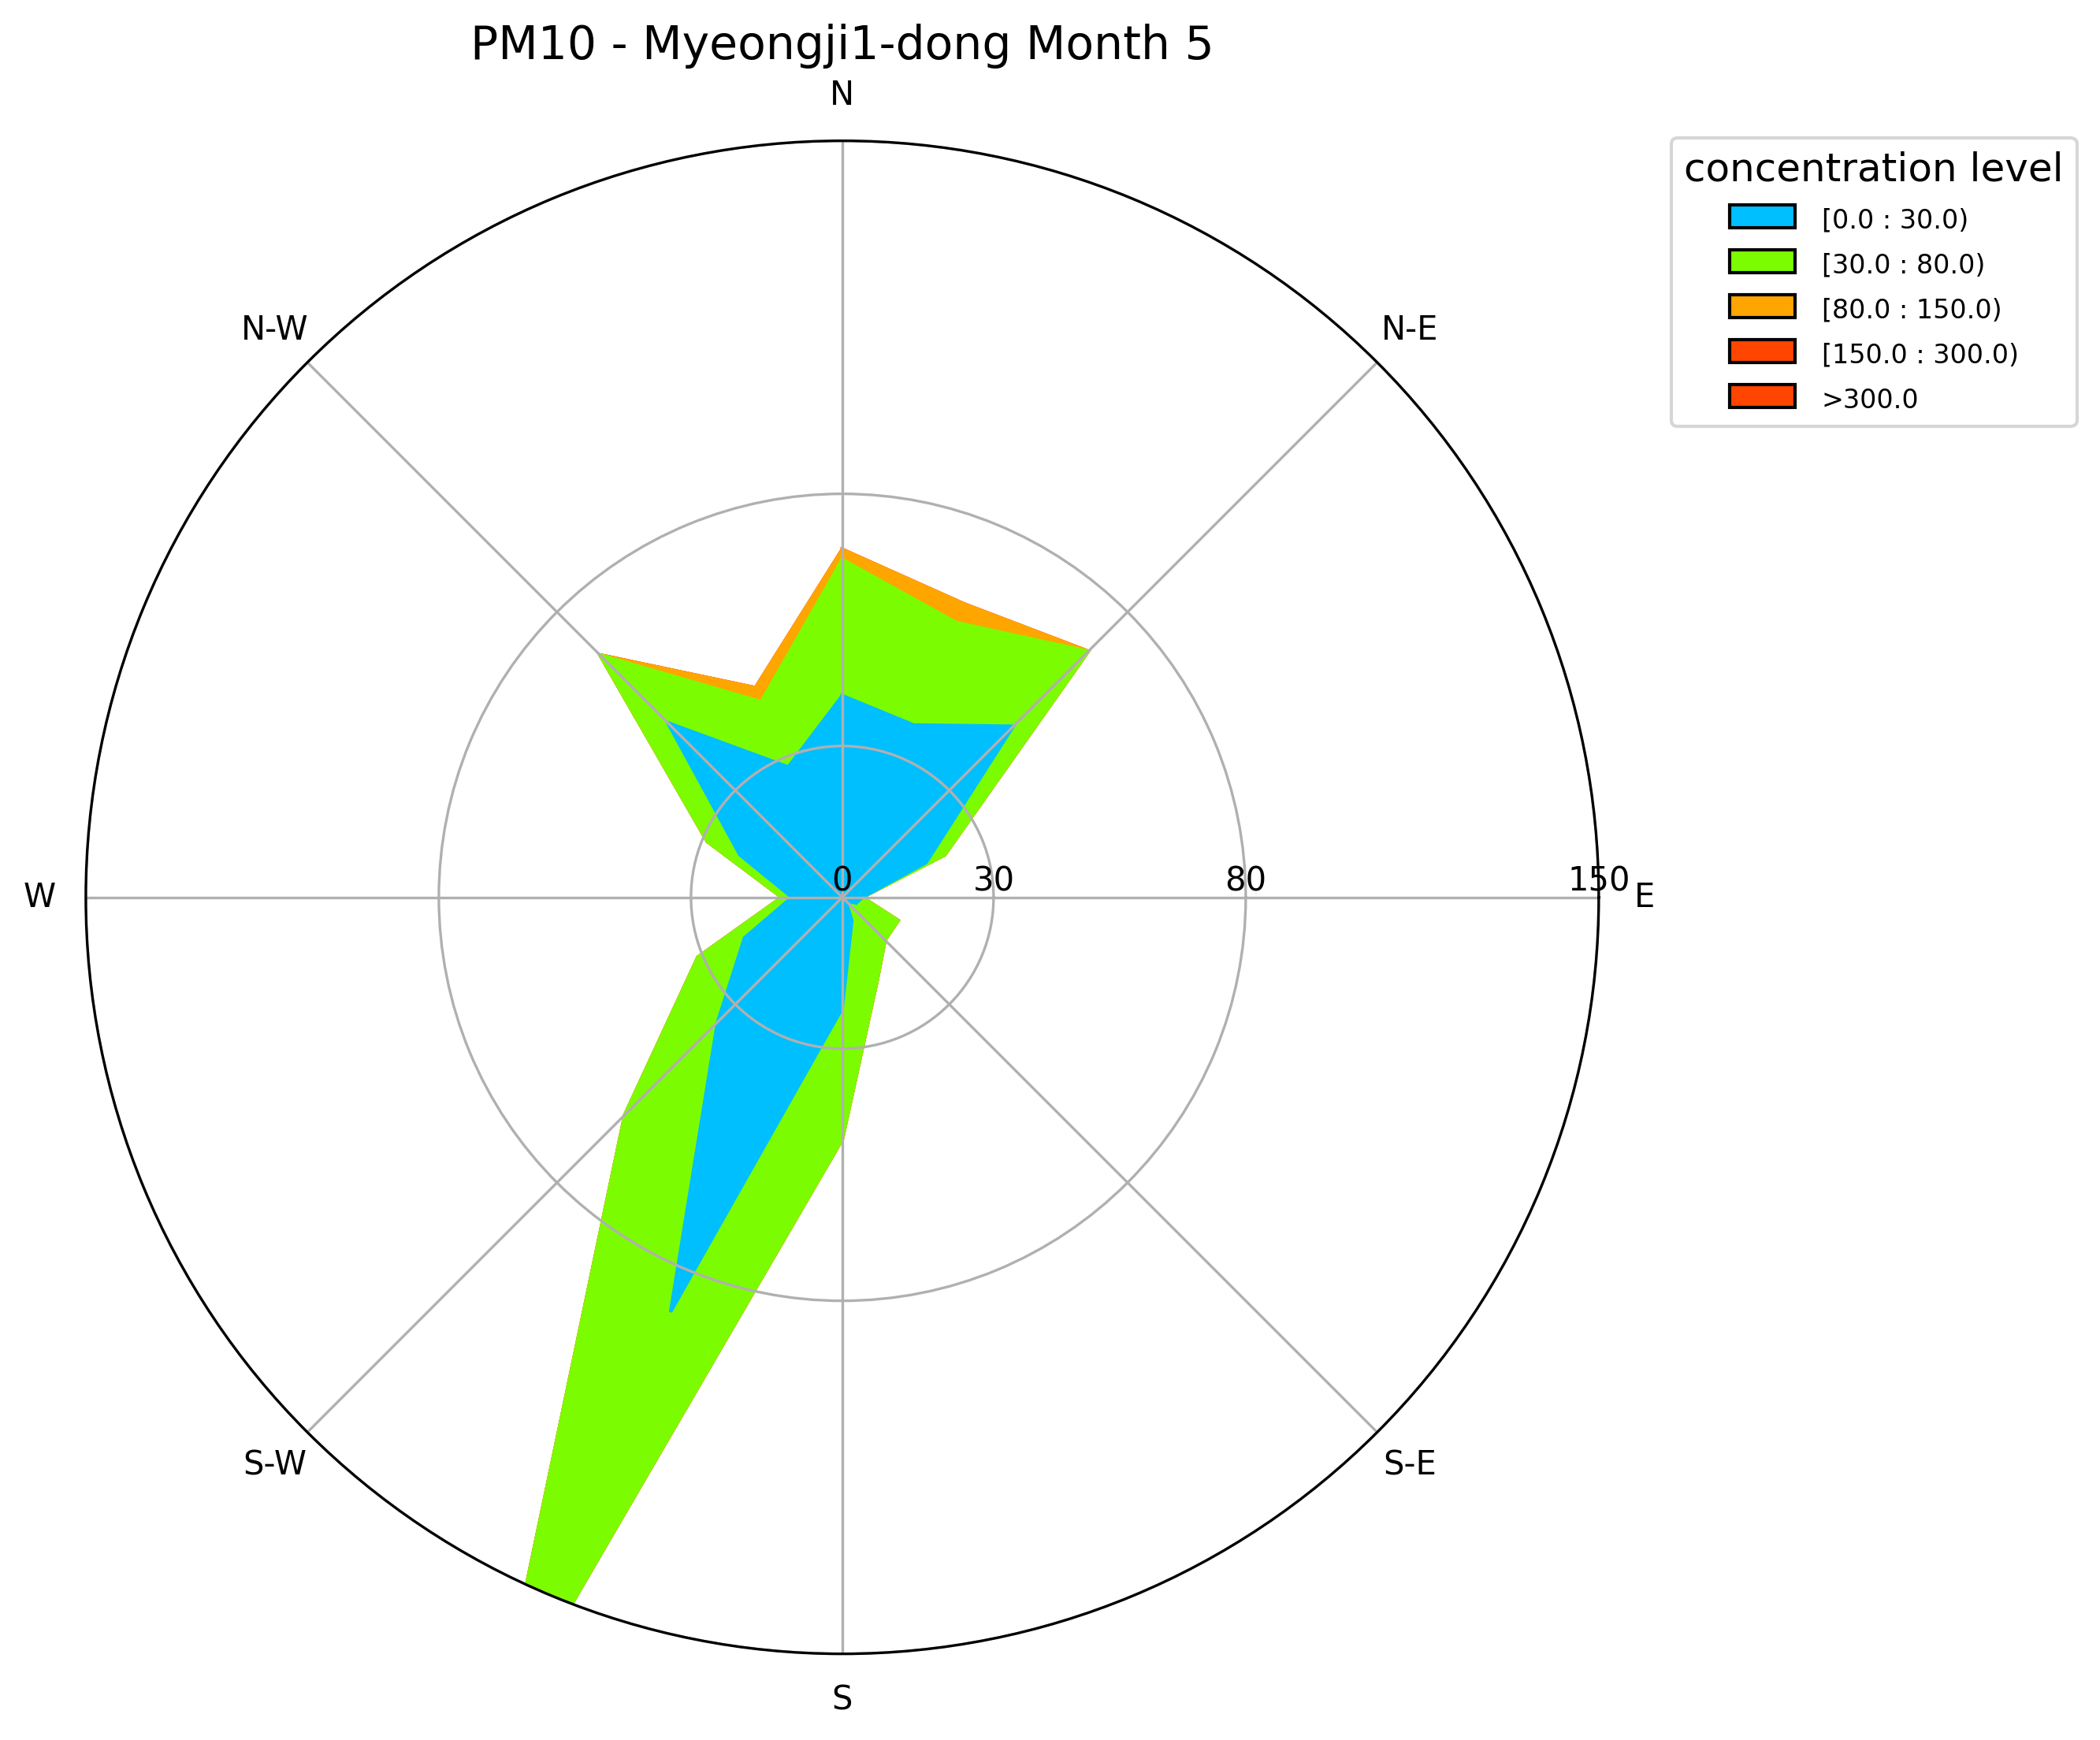 PM10 - Myeongji1-dong Month 5
N
concentration level
[0.0 : 30.0)
[30.0 : 80.0)
[80.0 : 150.0)
[150.0 : 300.0)
>300.0
N-W
N-E
0
30
80
150
W
E
S-W
S-E
S